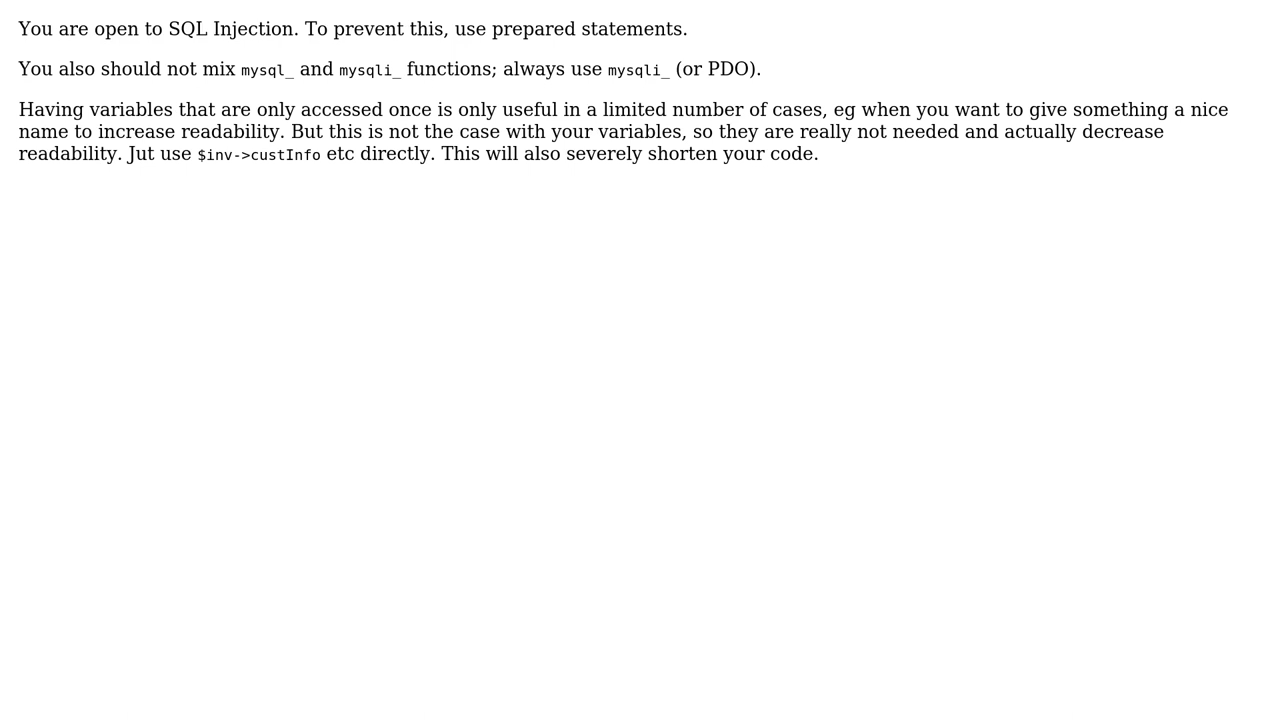 You are open to SQL Injection. To prevent this, use prepared statements.
You also should not mix mysql_ and mysqli_ functions; always use mysqli_ (or PDO).
Having variables that are only accessed once is only useful in a limited number of cases, eg when you want to give something a nice
name to increase readability. But this is not the case with your variables, so they are really not needed and actually decrease
readability. Jut use $inv->custInfo etc directly. This will also severely shorten your code.